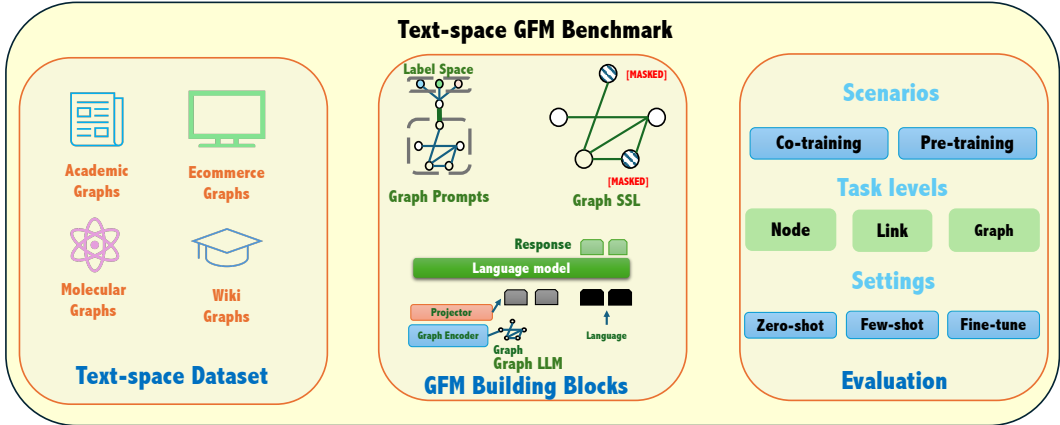 Text-space GFM Benchmark
Academic
Graphs
Ecommerce
Graphs
Molecular
Graphs
Wiki
Graphs
Text-space Dataset
Label Space
[MASKED]
[MASKED]
Graph Prompts
Graph SSL
Response
Language model
Projector
Graph Encoder
Graph
Language
Graph LLM
GFM Building Blocks
Scenarios
Co-training
Pre-training
Task levels
Node
Link
Graph
Settings
Zero-shot
Few-shot
Fine-tune
Evaluation